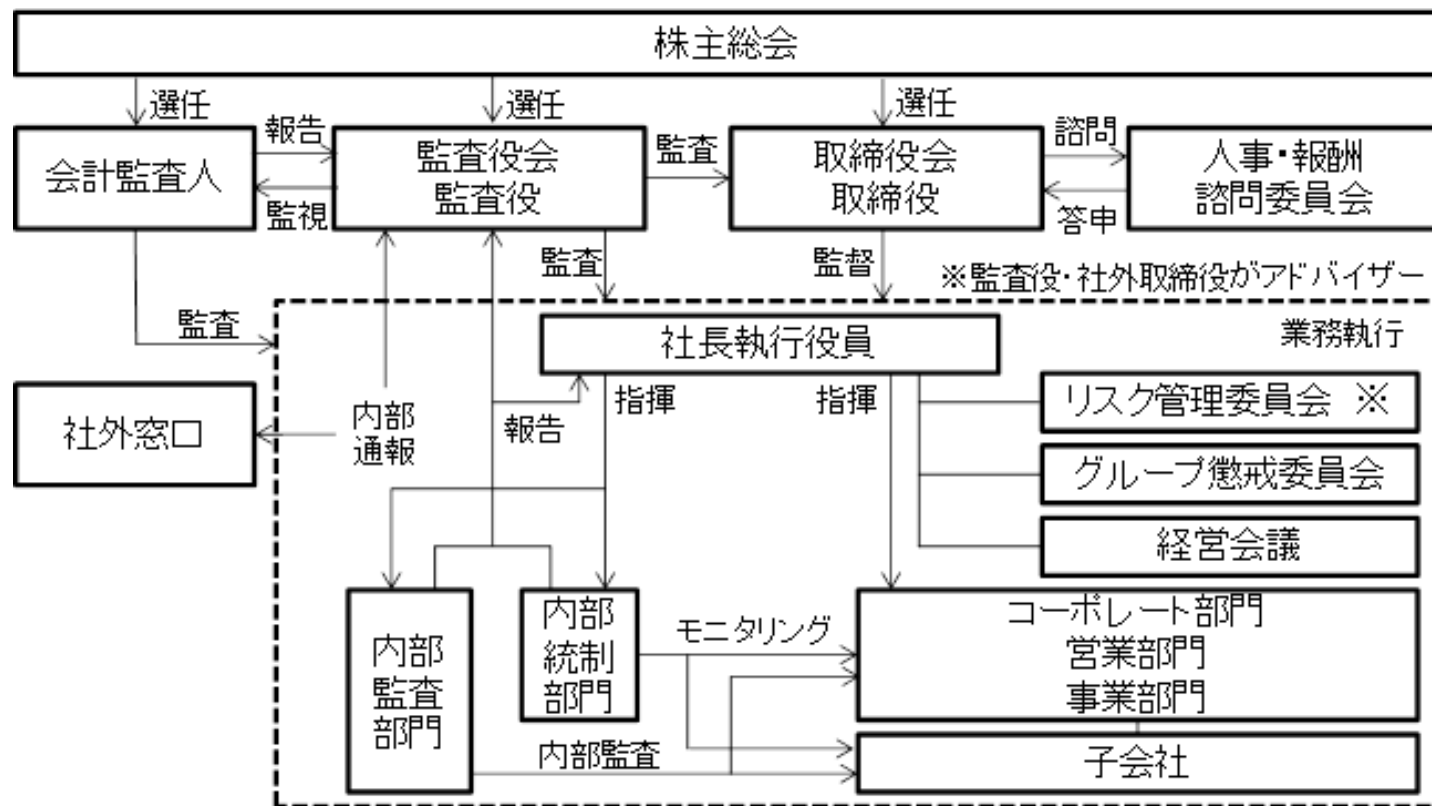 株主総会
選任
選任
選任
会計監査人
報告
監視
監査役会
監査役
監査
取締役会
取締役
諮問
答申
人事・報酬
諮問委員会
監査
監督
※監査役・社外取締役がアドバイザー
監査
社長執行役員
業務執行
社外窓口
内部
通報
報告
指揮
指揮
リスク管理委員会 ※
グループ懲戒委員会
経営会議
内部
監査
部門
内部
統制
部門
モニタリング
コーポレート部門
営業部門
事業部門
内部監査
子会社